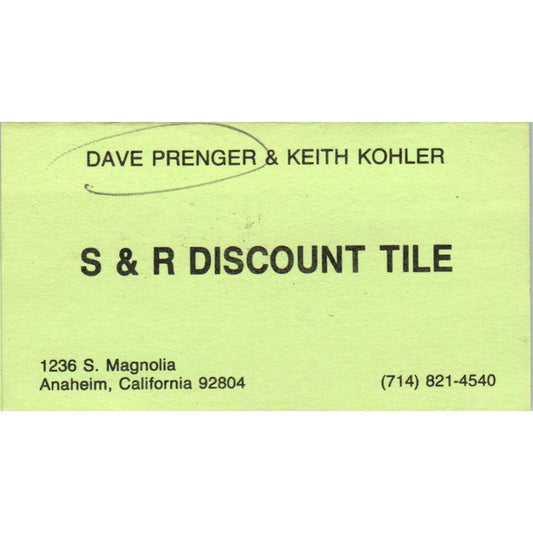 DAVE PRENGER & KEITH KOHLER
S & R DISCOUNT TILE
1236 S. Magnolia
Anaheim, California 92804
(714) 821-4540